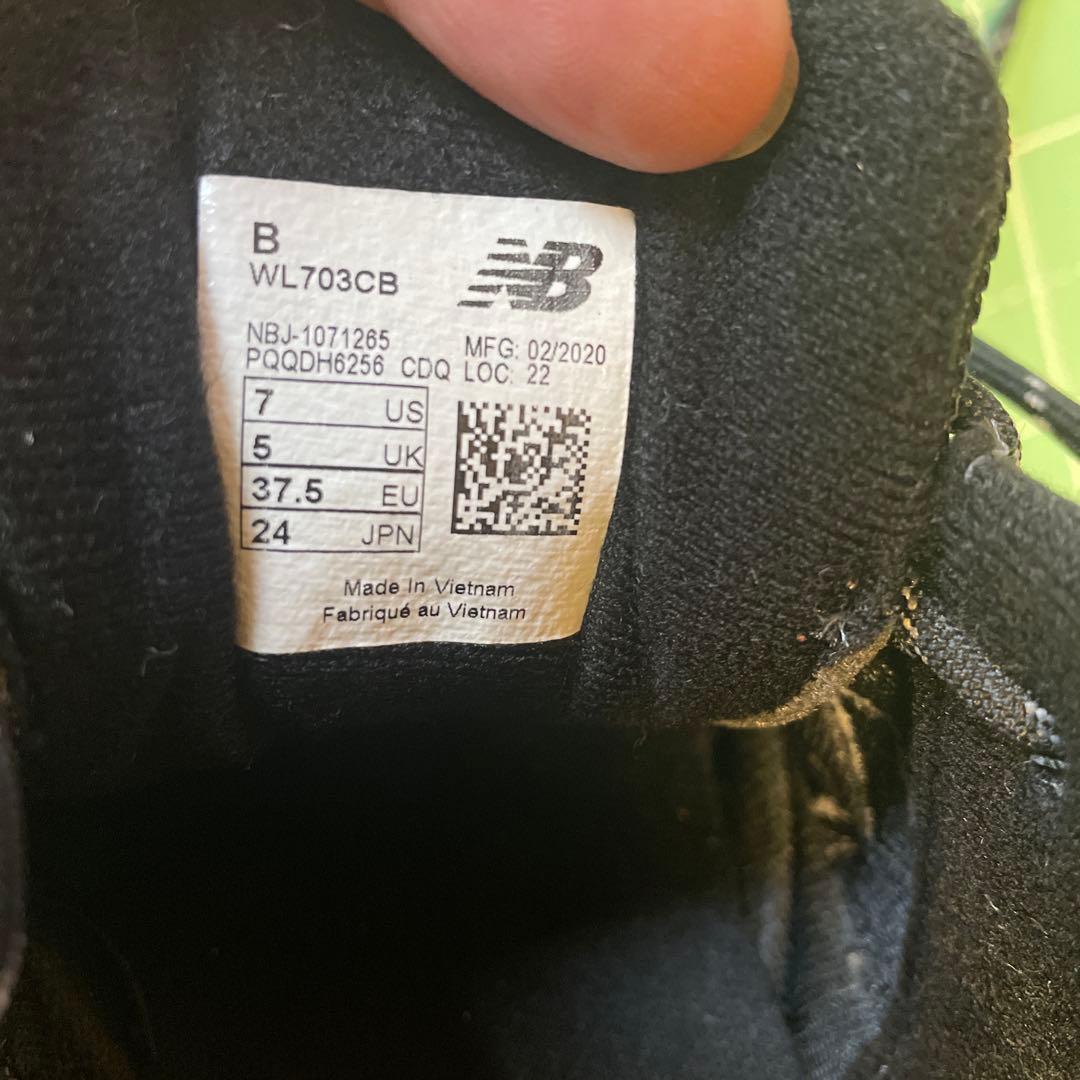 B
WL703CB
NB
NBJ-1071265
PQQDH6256 CDQ
MFG: 02/2020
LOC: 22
7 US
5 UK
37.5 EU
24 JPN
Made In Vietnam
Fabriqué au Vietnam